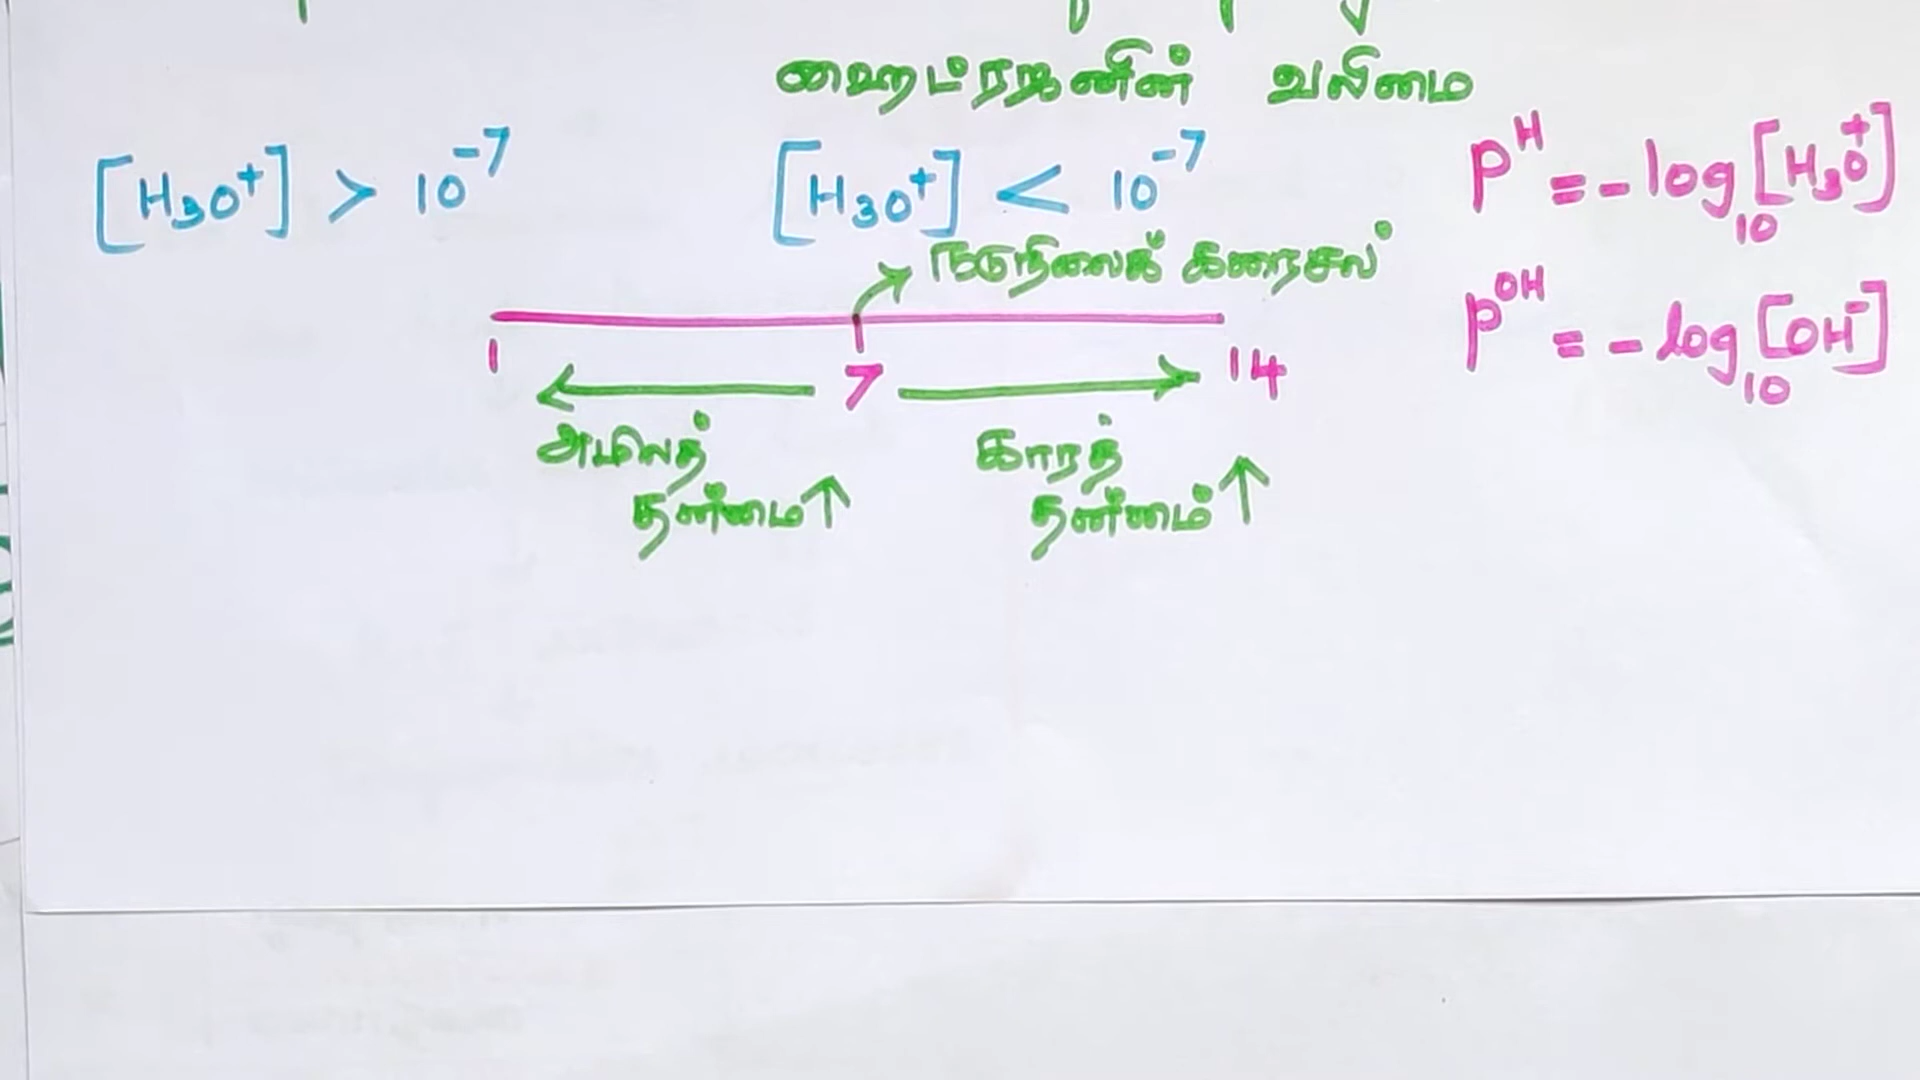 ஹைட்ரஜனின் வலிமை
[H₃O⁺] > 10⁻⁷
[H₃O⁺] < 10⁻⁷
pᴴ = - log₁₀ [H₃O⁺]
நடுநிலைக் கரைசல்
pᴼᴴ = - log₁₀ [OH⁻]
1 7 14
அமிலத் தன்மை ↑
காரத் தன்மை ↑